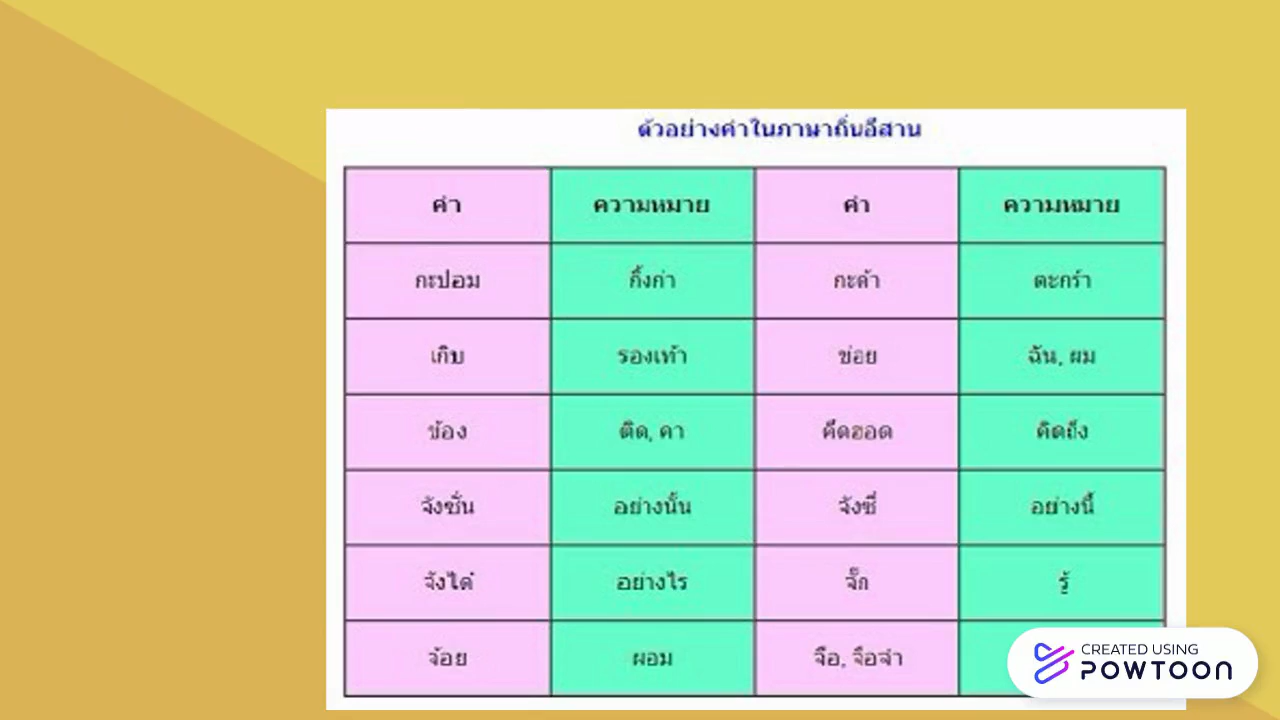 ตัวอย่างคำในภาษาถิ่นอีสาน
คำ ความหมาย คำ ความหมาย
กะปอม กิ้งก่า กะต้า ตะกร้า
เกิบ รองเท้า ข่อย ฉัน, ผม
ข้อง ติด, คา คึดฮอด คิดถึง
จังซั่น อย่างนั้น จังซี่ อย่างนี้
จังได๋ อย่างไร จั๊ก รู้
จ้อย ผอม จือ, จือจำ
CREATED USING
POWTOON